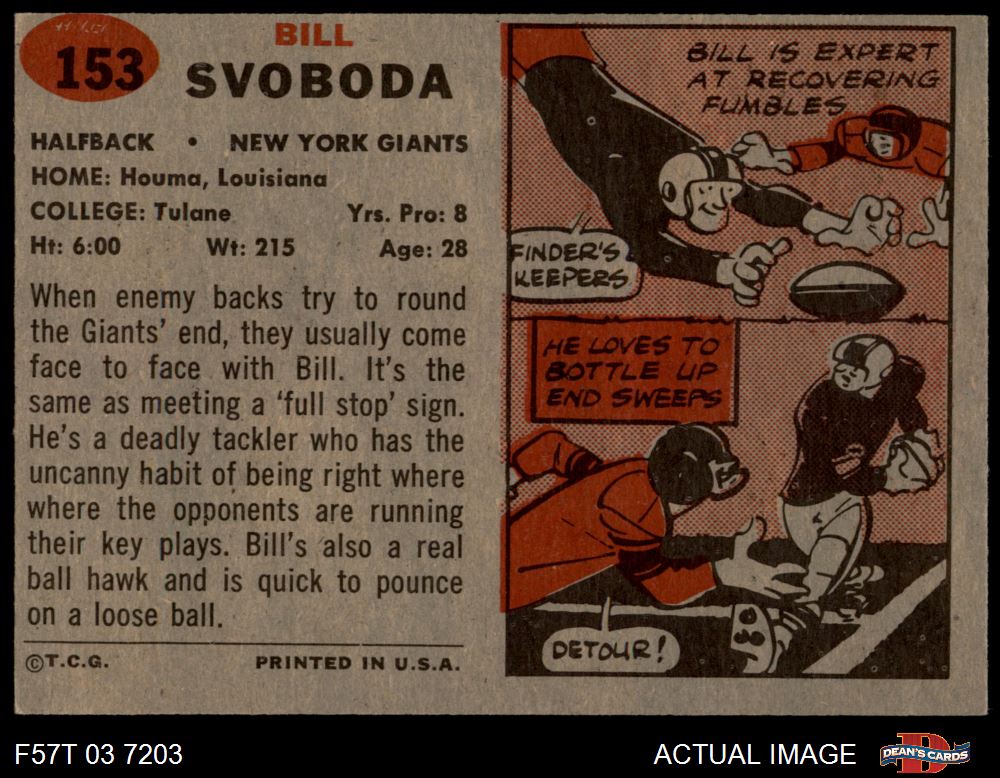 153
BILL
SVOBODA
HALFBACK • NEW YORK GIANTS
HOME: Houma, Louisiana
COLLEGE: Tulane Yrs. Pro: 8
Ht: 6:00 Wt: 215 Age: 28
When enemy backs try to round
the Giants' end, they usually come
face to face with Bill. It's the
same as meeting a 'full stop' sign.
He's a deadly tackler who has the
uncanny habit of being right where
where the opponents are running
their key plays. Bill's also a real
ball hawk and is quick to pounce
on a loose ball.
©T.C.G. PRINTED IN U.S.A.
BILL IS EXPERT
AT RECOVERING
FUMBLES
FINDER'S
KEEPERS
HE LOVES TO
BOTTLE UP
END SWEEPS
DETOUR!
F57T 03 7203
ACTUAL IMAGE
D
DEAN'S CARDS